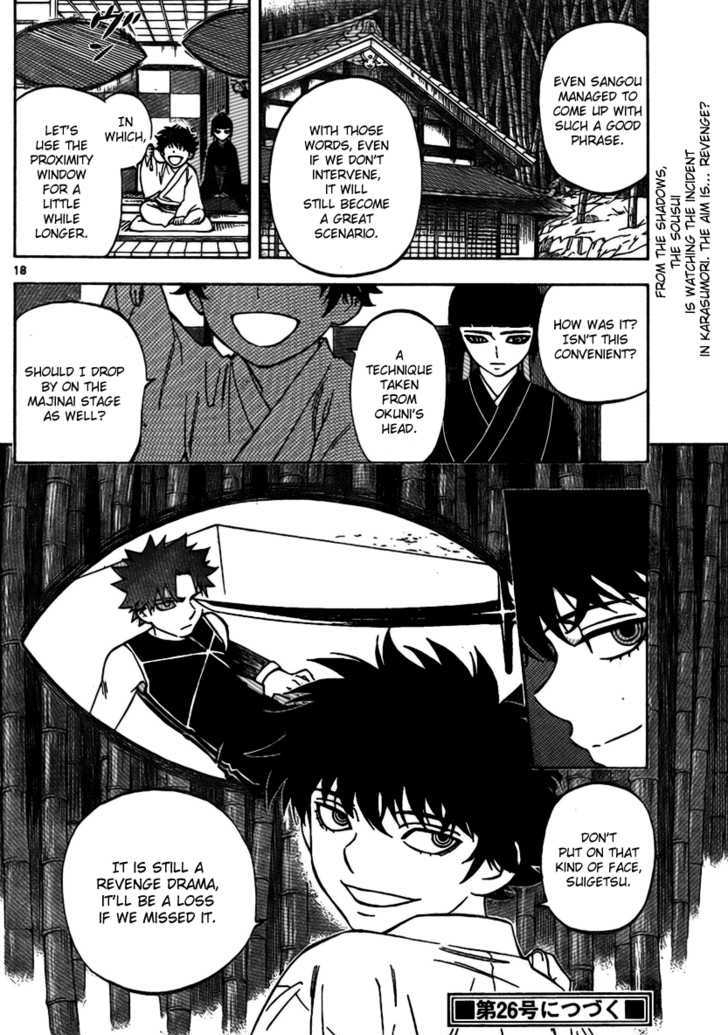 EVEN SANGOU
MANAGED TO
COME UP WITH
SUCH A GOOD
PHRASE.
WITH THOSE
WORDS, EVEN
IF WE DON'T
INTERVENE,
IT WILL
STILL BECOME
A GREAT
SCENARIO.
ヴン
IN
WHICH,
LET'S
USE THE
PROXIMITY
WINDOW
FOR A
LITTLE
WHILE
LONGER.
FROM THE SHADOWS,
THE SOUSUI
IS WATCHING THE INCIDENT
IN KARASUMORI. THE AIM IS... REVENGE?
18
HOW WAS IT?
ISN'T THIS
CONVENIENT?
A
TECHNIQUE
TAKEN
FROM
OKUNI'S
HEAD.
SHOULD I DROP
BY ON THE
MAJINAI STAGE
AS WELL?
DON'T
PUT ON THAT
KIND OF FACE,
SUIGETSU.
IT IS STILL A
REVENGE DRAMA,
IT'LL BE A LOSS
IF WE MISSED IT.
■第26号につづく■